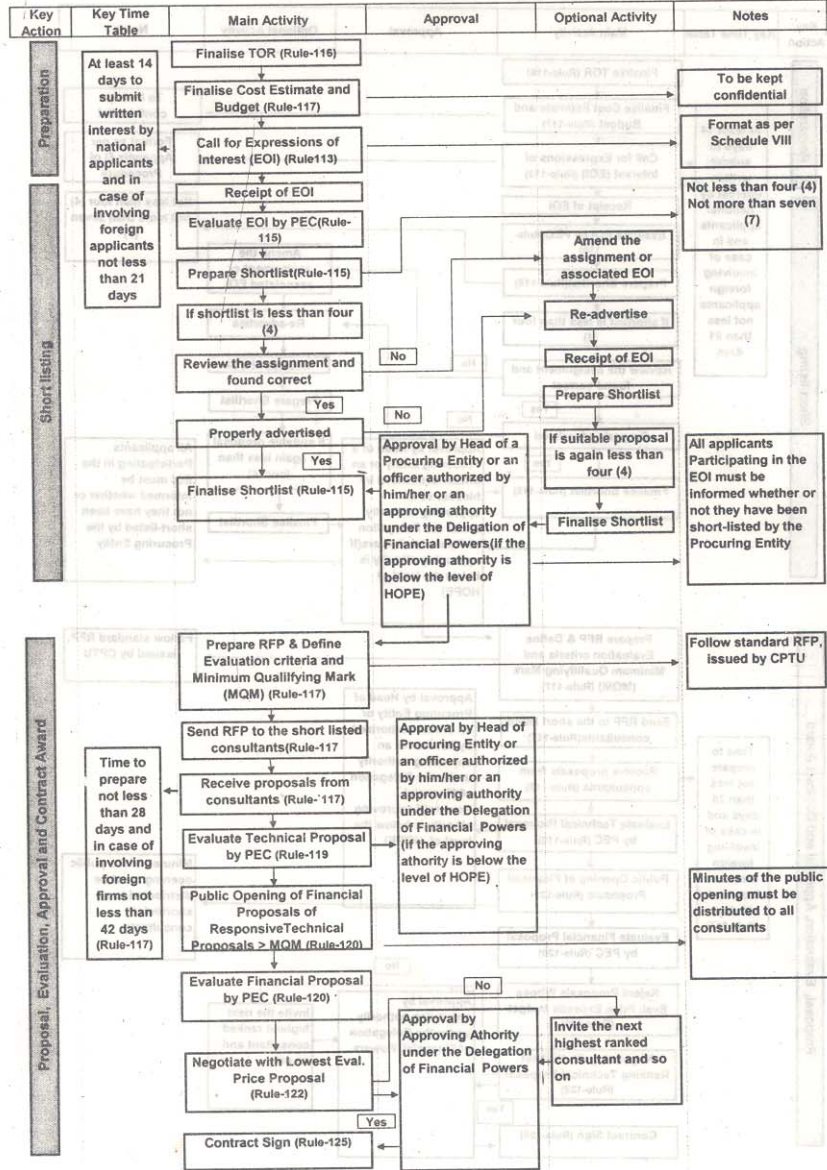 Key Action
Key Time Table
Main Activity
Approval
Optional Activity
Notes
Preparation
At least 14
days to
submit
written
interest by
national
applicants
and in
case of
involving
foreign
applicants
not less
than 21
days
Finalise TOR (Rule-116)
Finalise Cost Estimate and
Budget (Rule-117)
To be kept
confidential
Call for Expressions of
Interest (EOI) (Rule113)
Format as per
Schedule VIII
Short listing
Receipt of EOI
Evaluate EOI by PEC(Rule-
115)
Prepare Shortlist(Rule-115)
Not less than four (4)
Not more than seven
(7)
If shortlist is less than four
(4)
Review the assignment and
found correct
No
Yes
Amend the
assignment or
associated EOI
Re-advertise
Receipt of EOI
Prepare Shortlist
Properly advertised
No
Yes
If suitable proposal
is again less than
four (4)
Finalise Shortlist (Rule-115)
Approval by Head of a
Procuring Entity or an
officer authorized by
him/her or an
approving athority
under the Deligation of
Financial Powers(if the
approving athority is
below the level of
HOPE)
Finalise Shortlist
All applicants
Participating in the
EOI must be
informed whether or
not they have been
short-listed by the
Procuring Entity
Proposal, Evaluation, Approval and Contract Award
Prepare RFP & Define
Evaluation criteria and
Minimum Qualilfying Mark
(MQM) (Rule-117)
Follow standard RFP,
issued by CPTU
Send RFP to the short listed
consultants(Rule-117
Time to
prepare
not less
than 28
days and
in case of
involving
foreign
firms not
less than
42 days
(Rule-117)
Receive proposals from
consultants (Rule-117)
Evaluate Technical Proposal
by PEC (Rule-119
Approval by Head of
Procuring Entity or
an officer authorized
by him/her or an
approving authority
under the Delegation
of Financial Powers
(if the approving
athority is below the
level of HOPE)
Public Opening of Financial
Proposals of
ResponsiveTechnical
Proposals > MQM (Rule-120)
Minutes of the public
opening must be
distributed to all
consultants
Evaluate Financial Proposal
by PEC (Rule-120)
No
Negotiate with Lowest Eval.
Price Proposal
(Rule-122)
Approval by
Approving Athority
under the Delegation
of Financial Powers
Invite the next
highest ranked
consultant and so
on
Yes
Contract Sign (Rule-125)